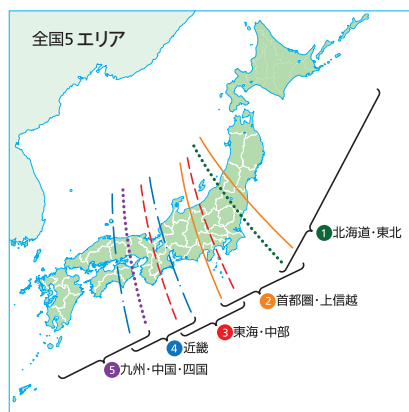 全国5エリア
1北海道・東北
2首都圏・上信越
3東海・中部
4近畿
5九州・中国・四国